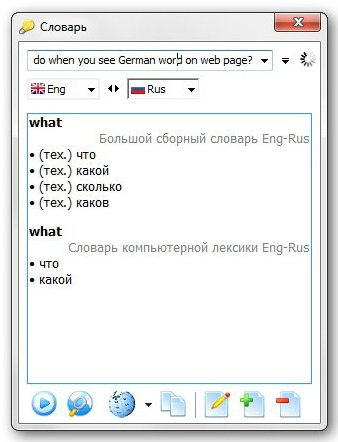 Словарь
do when you see German word on web page?
Eng
Rus
what
Большой сборный словарь Eng-Rus
• (тех.) что
• (тех.) какой
• (тех.) сколько
• (тех.) каков
what
Словарь компьютерной лексики Eng-Rus
• что
• какой